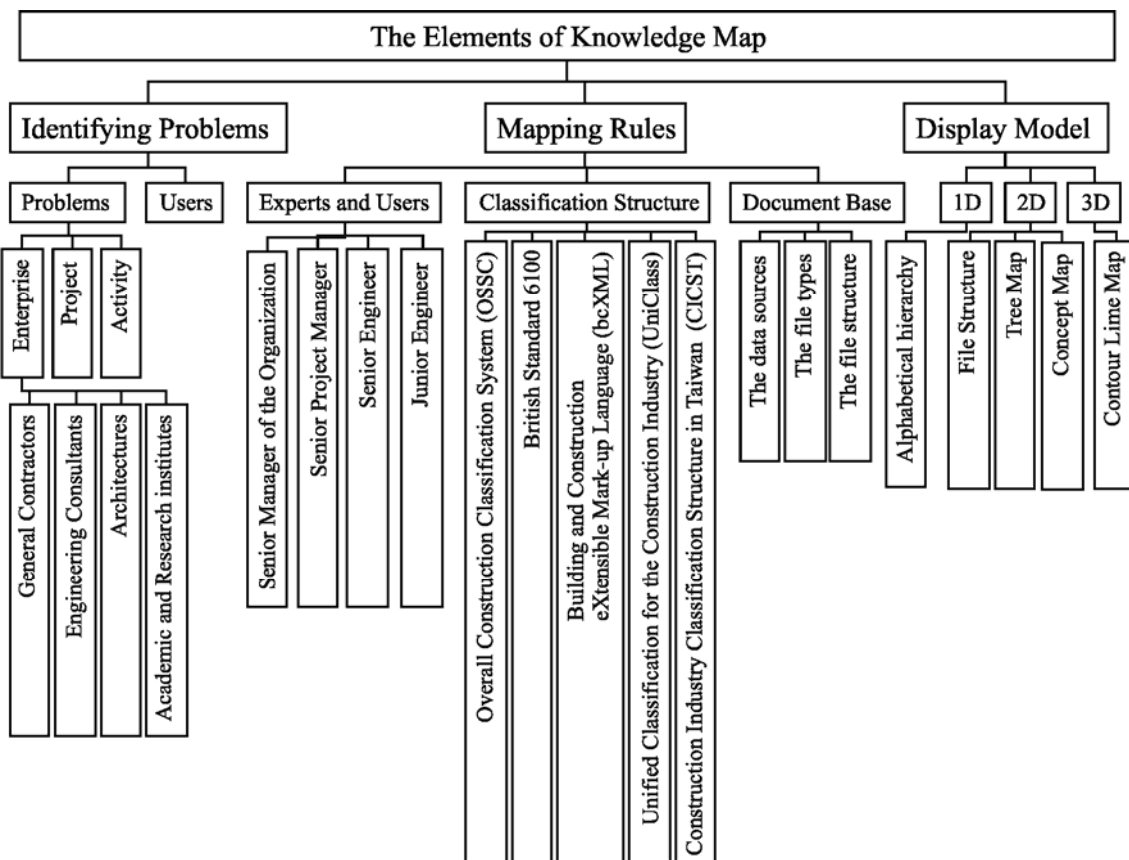 The Elements of Knowledge Map
Identifying Problems
Mapping Rules
Display Model
Problems
Users
Experts and Users
Classification Structure
Document Base
1D
2D
3D
Enterprise
Project
Activity
Senior Manager of the Organization
Senior Project Manager
Senior Engineer
Junior Engineer
Overall Construction Classification System (OSSC)
British Standard 6100
Building and Construction
eXtensible Mark-up Language (bcXML)
Unified Classification for the Construction Industry (UniClass)
Construction Industry Classification Structure in Taiwan (CICST)
The data sources
The file types
The file structure
Alphabetical hierarchy
File Structure
Tree Map
Concept Map
Contour Lime Map
General Contractors
Engineering Consultants
Architectures
Academic and Research institutes